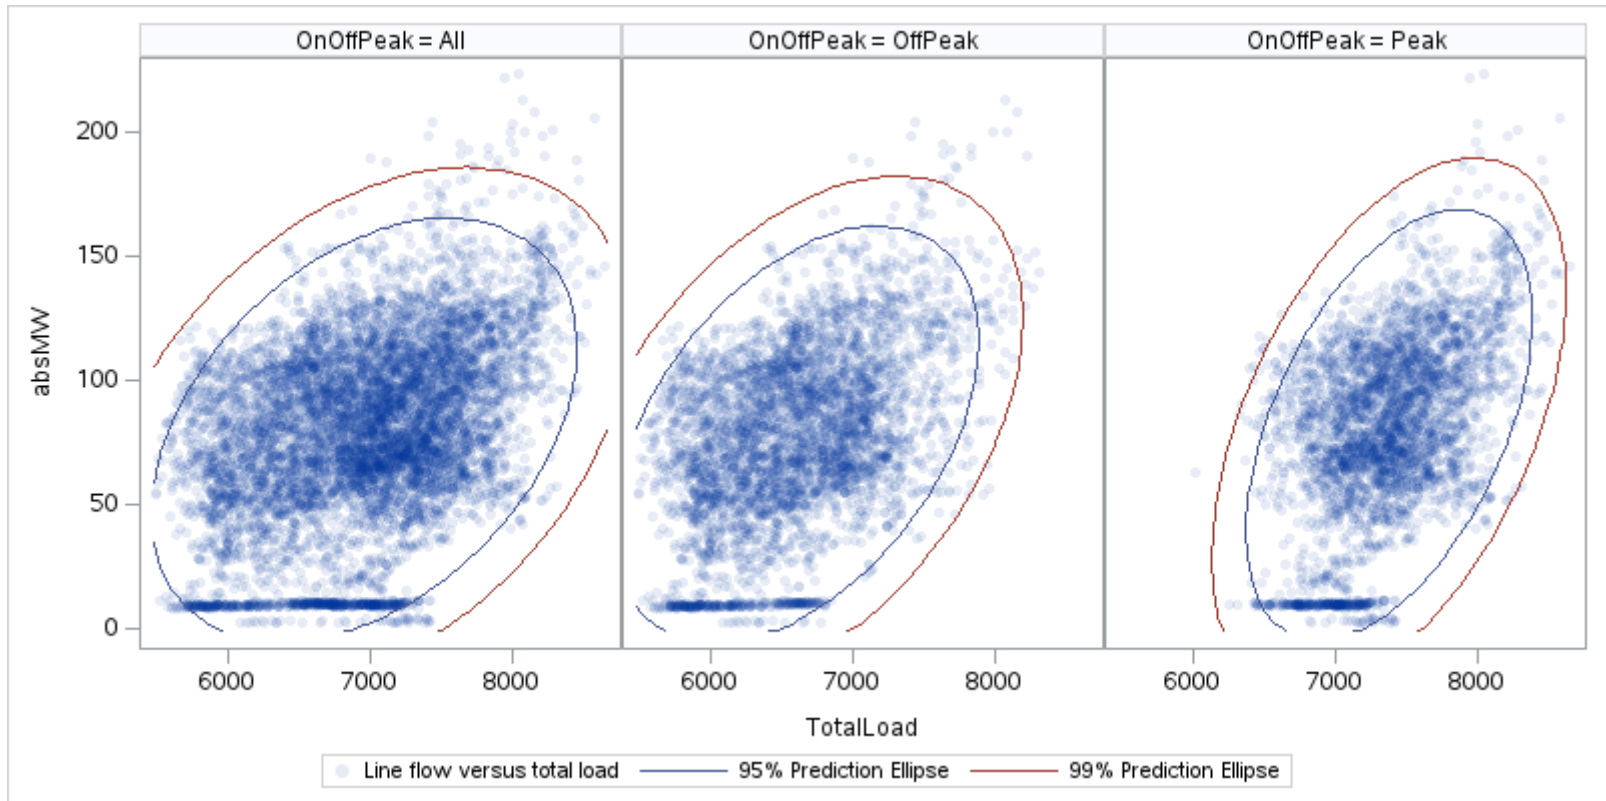 OnOffPeak = All
OnOffPeak = OffPeak
OnOffPeak = Peak
absMW
200
150
100
50
0
6000 7000 8000
6000 7000 8000
6000 7000 8000
TotalLoad
Line flow versus total load
95% Prediction Ellipse
99% Prediction Ellipse